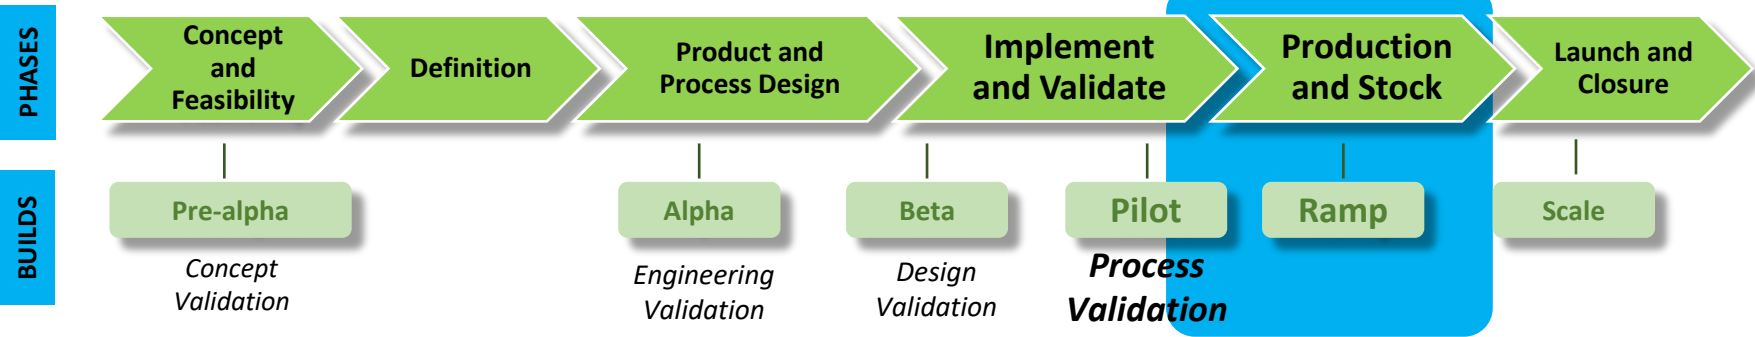 PHASES
Concept
and
Feasibility
Definition
Product and
Process Design
Implement
and Validate
Production
and Stock
Launch and
Closure
BUILDS
Pre-alpha
Concept
Validation
Alpha
Engineering
Validation
Beta
Design
Validation
Pilot
Process
Validation
Ramp
Scale